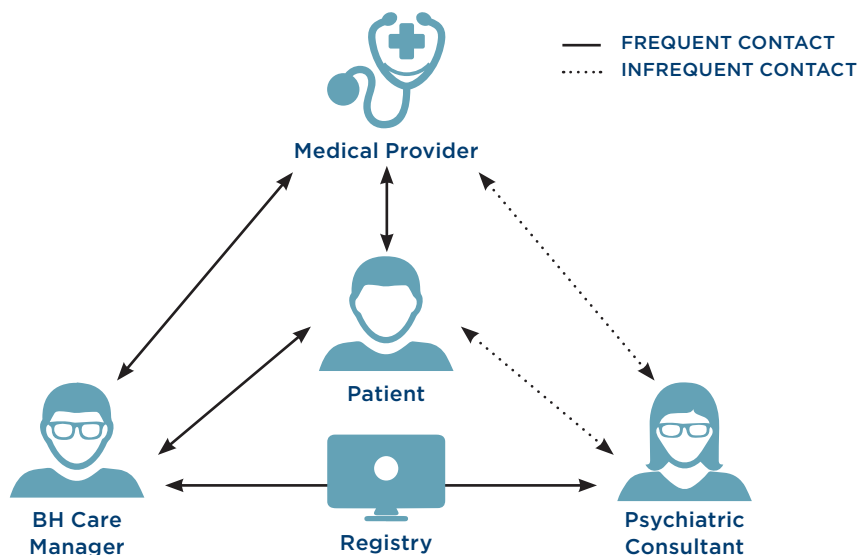 FREQUENT CONTACT
INFREQUENT CONTACT
Medical Provider
Patient
BH Care
Manager
Registry
Psychiatric
Consultant